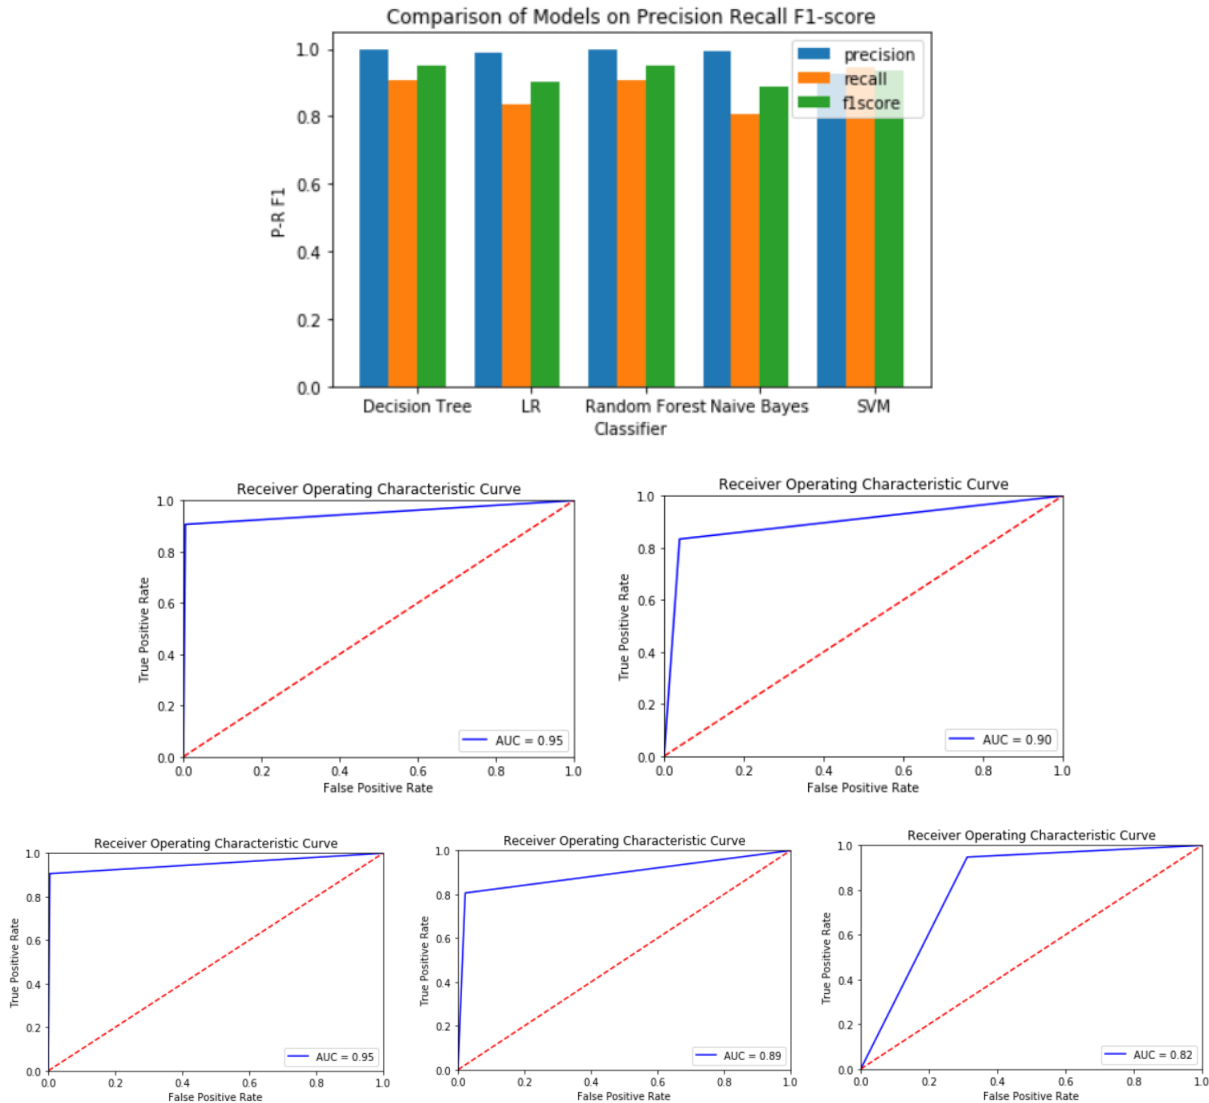 Comparison of Models on Precision Recall F1-score
precision
recall
f1score
P-R F1
1.0
0.8
0.6
0.4
0.2
0.0
Decision Tree LR Random Forest Naive Bayes SVM
Classifier
Receiver Operating Characteristic Curve
True Positive Rate
1.0
0.8
0.6
0.4
0.2
0.0
AUC = 0.95
0.0 0.2 0.4 0.6 0.8 1.0
False Positive Rate
Receiver Operating Characteristic Curve
True Positive Rate
1.0
0.8
0.6
0.4
0.2
0.0
AUC = 0.90
0.0 0.2 0.4 0.6 0.8 1.0
False Positive Rate
Receiver Operating Characteristic Curve
True Positive Rate
1.0
0.8
0.6
0.4
0.2
0.0
AUC = 0.95
0.0 0.2 0.4 0.6 0.8 1.0
False Positive Rate
Receiver Operating Characteristic Curve
True Positive Rate
1.0
0.8
0.6
0.4
0.2
0.0
AUC = 0.89
0.0 0.2 0.4 0.6 0.8 1.0
False Positive Rate
Receiver Operating Characteristic Curve
True Positive Rate
1.0
0.8
0.6
0.4
0.2
0.0
AUC = 0.82
0.0 0.2 0.4 0.6 0.8 1.0
False Positive Rate